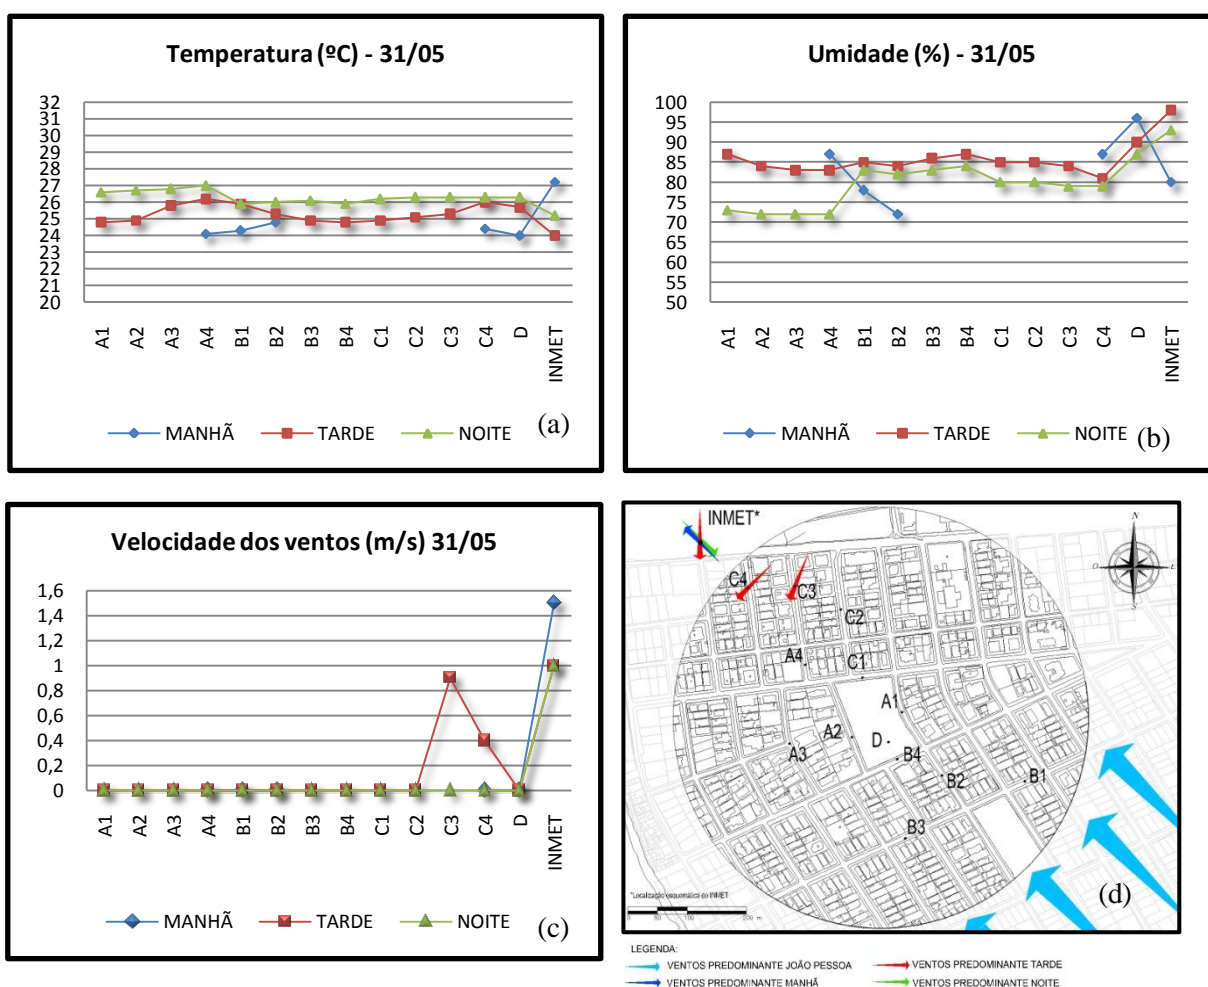 Temperatura (ºC) - 31/05
32
31
30
29
28
27
26
25
24
23
22
21
20
A1
A2
A3
A4
B1
B2
B3
B4
C1
C2
C3
C4
D
INMET
MANHÃ
TARDE
NOITE
(a)
Umidade (%) - 31/05
100
95
90
85
80
75
70
65
60
55
50
A1
A2
A3
A4
B1
B2
B3
B4
C1
C2
C3
C4
D
INMET
MANHÃ
TARDE
NOITE
(b)
Velocidade dos ventos (m/s) 31/05
1,6
1,4
1,2
1
0,8
0,6
0,4
0,2
0
A1
A2
A3
A4
B1
B2
B3
B4
C1
C2
C3
C4
D
INMET
MANHÃ
TARDE
NOITE
(c)
INMET*
N
O
L
S
C4
C3
C2
A4
C1
A1
A2
D
A3
B4
B2
B1
B3
*Localização esquemática do INMET
0 50 100 200 m
(d)
LEGENDA:
VENTOS PREDOMINANTE JOÃO PESSOA
VENTOS PREDOMINANTE TARDE
VENTOS PREDOMINANTE MANHÃ
VENTOS PREDOMINANTE NOITE